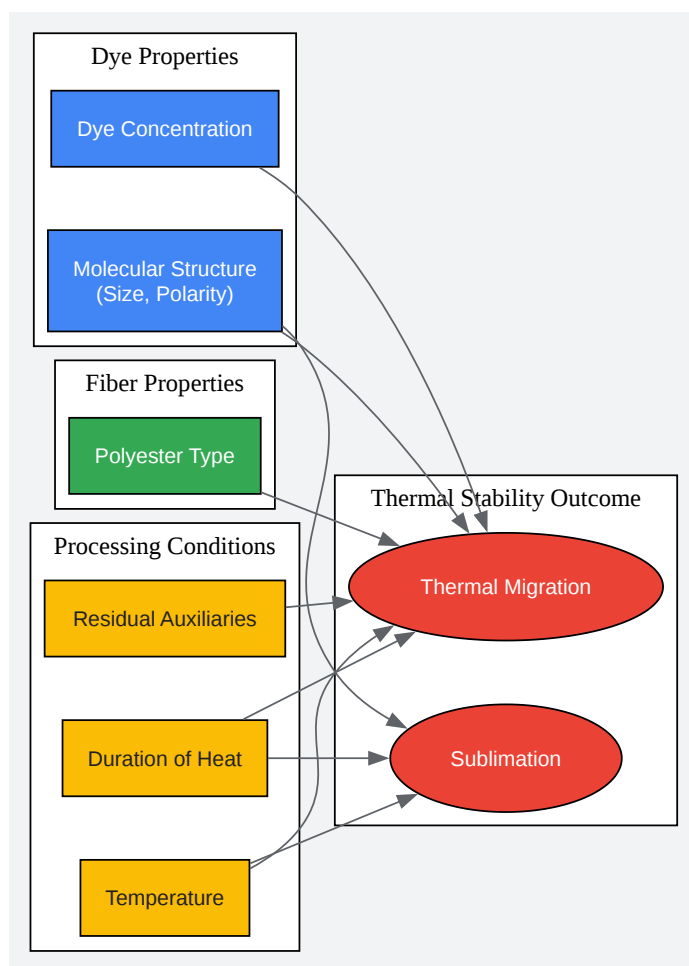 Dye Properties
Dye Concentration
Molecular Structure
(Size, Polarity)
Fiber Properties
Polyester Type
Processing Conditions
Residual Auxiliaries
Duration of Heat
Temperature
Thermal Stability Outcome
Thermal Migration
Sublimation